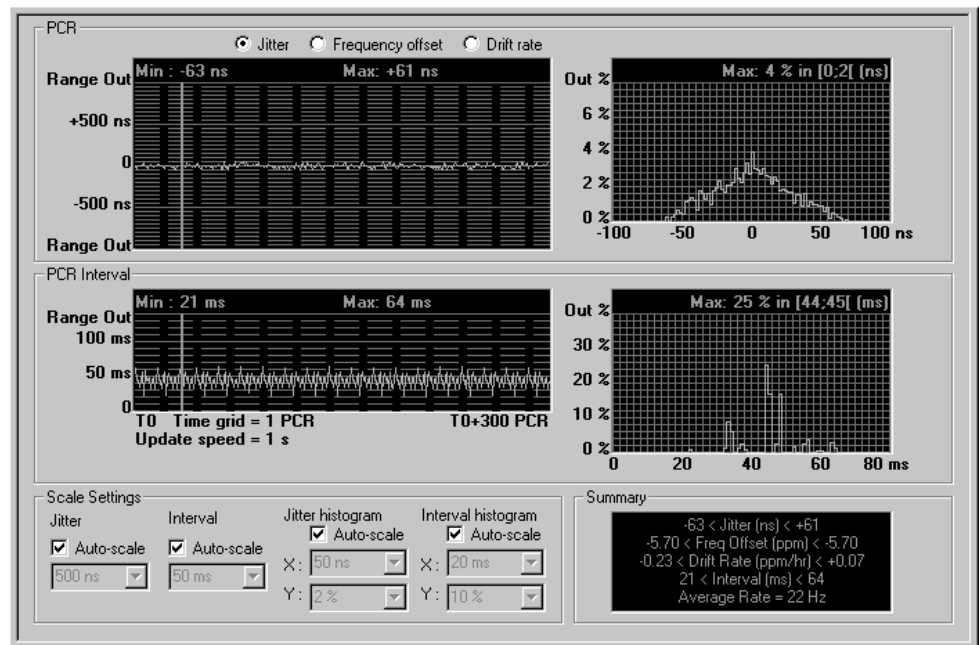 PCR
Jitter Frequency offset Drift rate
Min : -63 ns Max: +61 ns
Range Out
+500 ns
0
-500 ns
Range Out
Max: 4 % in [0;2[ (ns)
Out %
6 %
4 %
2 %
0 %
-100 -50 0 50 100 ns
PCR Interval
Min : 21 ms Max: 64 ms
Range Out
100 ms
50 ms
0
T0 Time grid = 1 PCR T0+300 PCR
Update speed = 1 s
Max: 25 % in [44;45[ (ms)
Out %
30 %
20 %
10 %
0 %
0 20 40 60 80 ms
Scale Settings
Jitter
Auto-scale
500 ns
Interval
Auto-scale
50 ms
Jitter histogram
Auto-scale
X : 50 ns
Y : 2 %
Interval histogram
Auto-scale
X : 20 ms
Y : 10 %
Summary
-63 < Jitter (ns) < +61
-5.70 < Freq Offset (ppm) < -5.70
-0.23 < Drift Rate (ppm/hr) < +0.07
21 < Interval (ms) < 64
Average Rate = 22 Hz